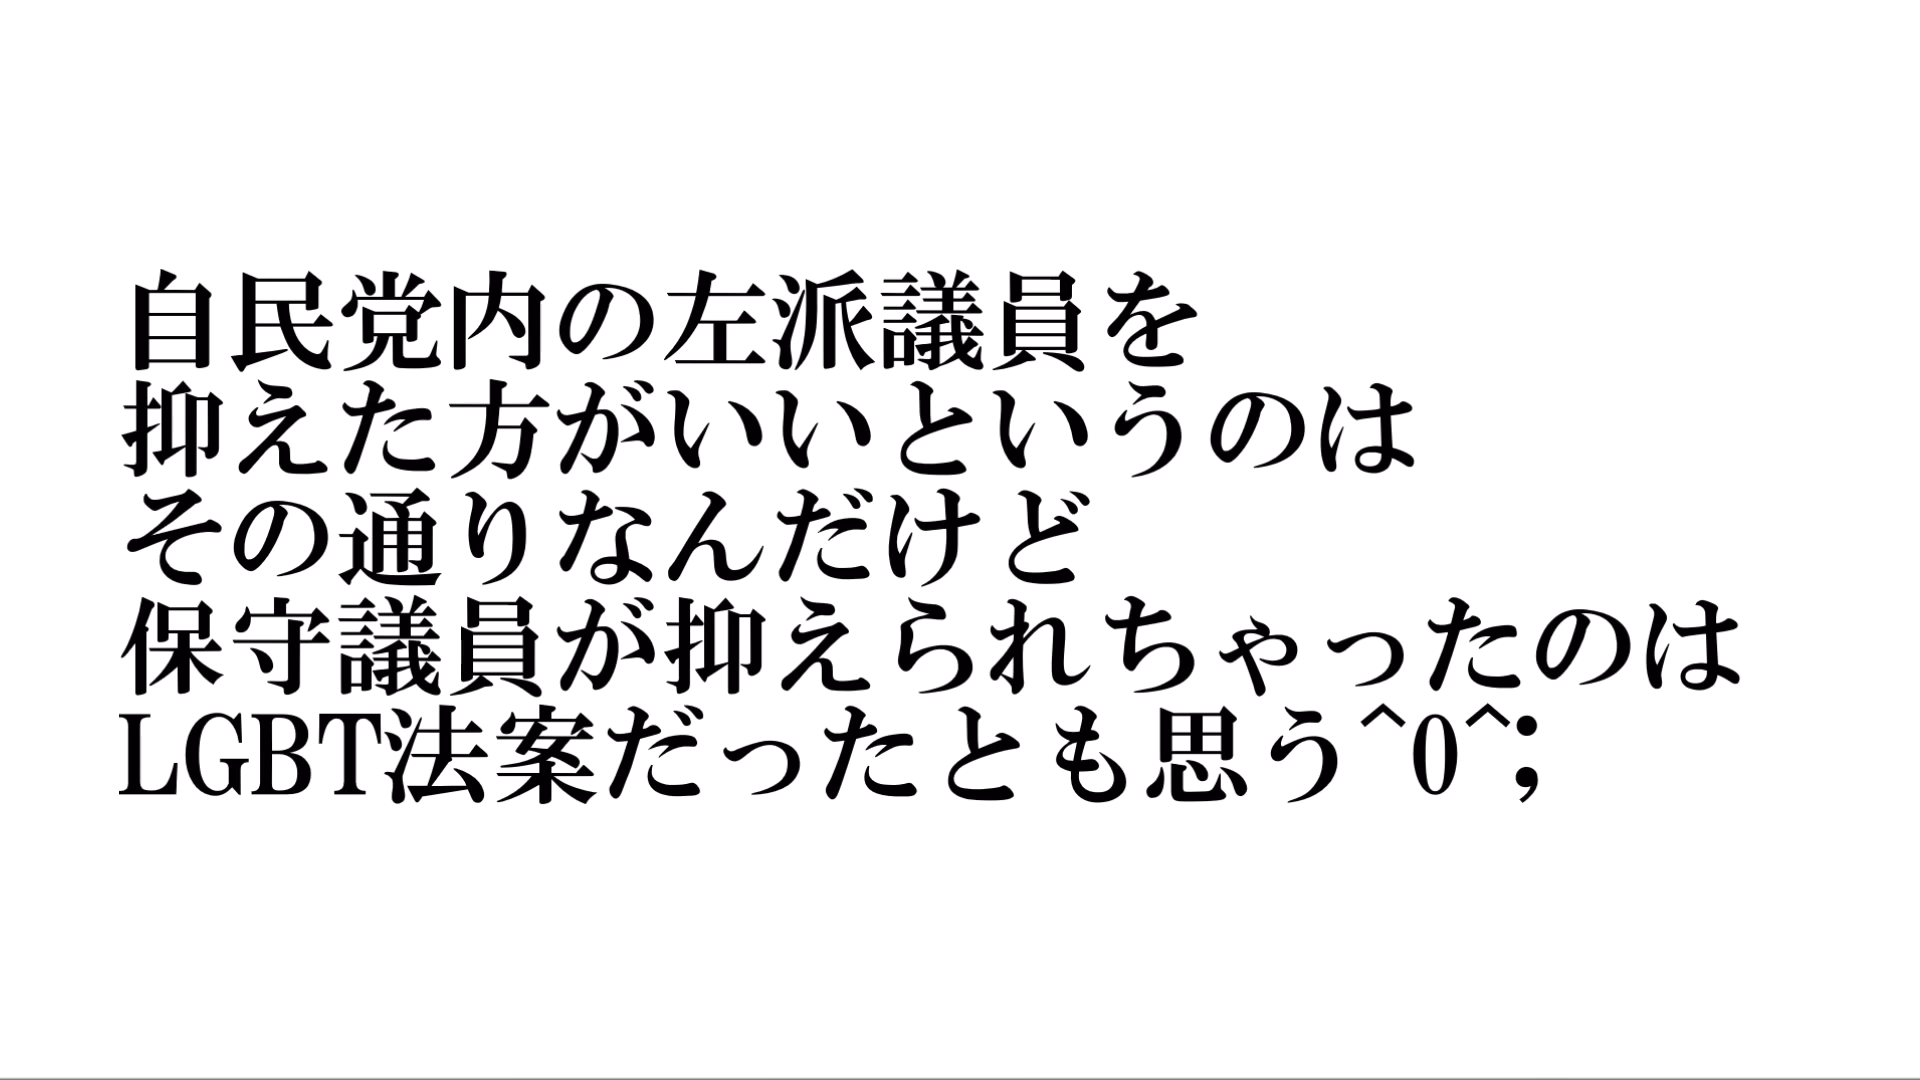 自民党内の左派議員を
抑えた方がいいというのは
その通りなんだけど
保守議員が抑えられちゃったのは
LGBT法案だったとも思う^0^;